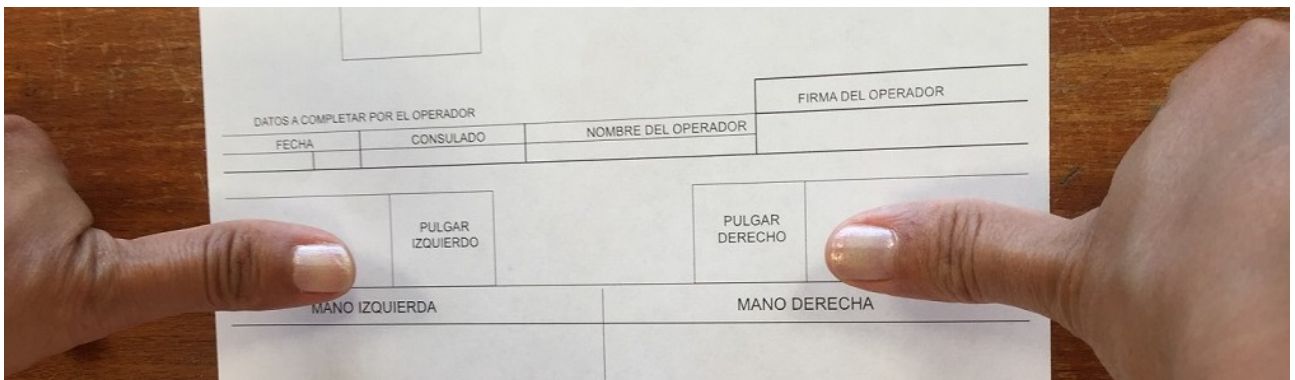 FIRMA DEL OPERADOR
DATOS A COMPLETAR POR EL OPERADOR
FECHA CONSULADO NOMBRE DEL OPERADOR
PULGAR
IZQUIERDO
PULGAR
DERECHO
MANO IZQUIERDA MANO DERECHA